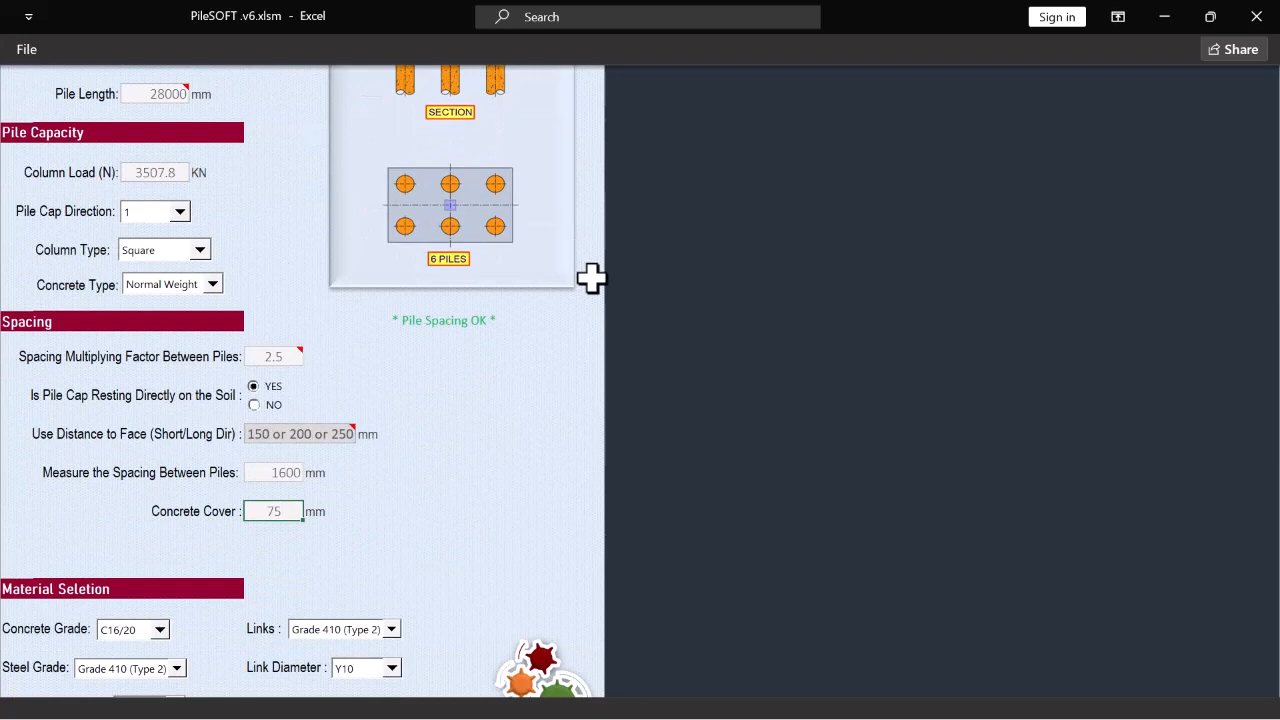 PileSOFT .v6.xlsm - Excel
Search
Sign in
File
Share
Pile Length: 28000 mm
SECTION
Pile Capacity
Column Load (N): 3507.8 KN
Pile Cap Direction: 1
Column Type: Square
6 PILES
Concrete Type: Normal Weight
Spacing
* Pile Spacing OK *
Spacing Multiplying Factor Between Piles: 2.5
Is Pile Cap Resting Directly on the Soil : YES
NO
Use Distance to Face (Short/Long Dir) : 150 or 200 or 250 mm
Measure the Spacing Between Piles: 1600 mm
Concrete Cover : 75 mm
Material Seletion
Concrete Grade: C16/20 Links : Grade 410 (Type 2)
Steel Grade: Grade 410 (Type 2) Link Diameter : Y10